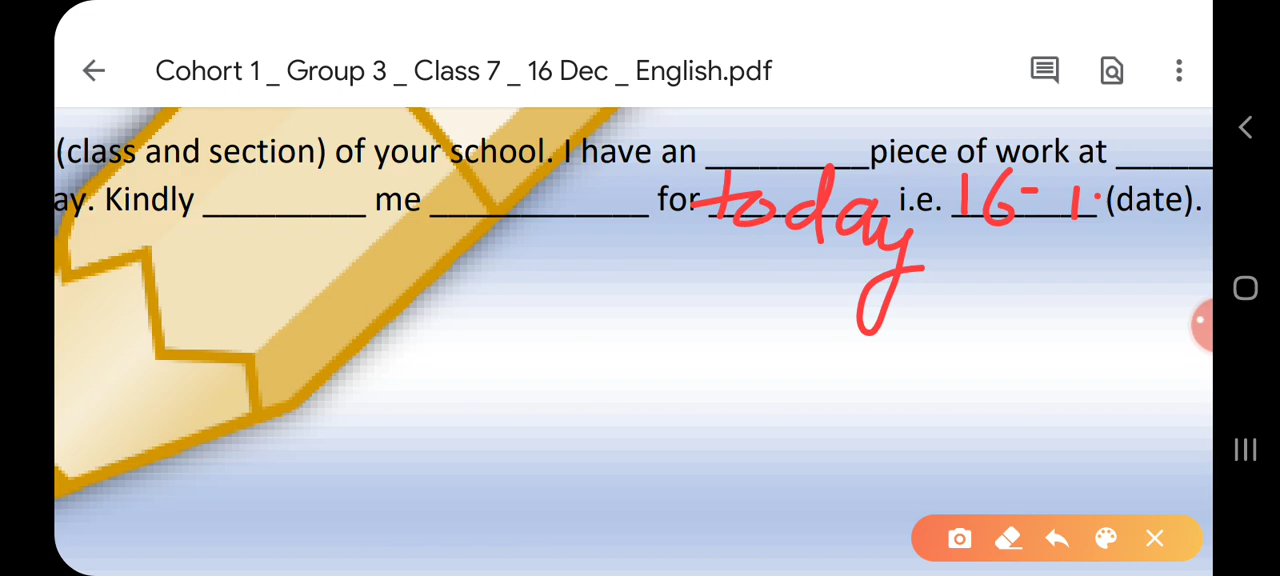 Cohort 1 _ Group 3 _ Class 7 _ 16 Dec _ English.pdf
(class and section) of your school. I have an _________piece of work at ______
ay. Kindly _________ me ____________ for today i.e. 16- 1. (date).